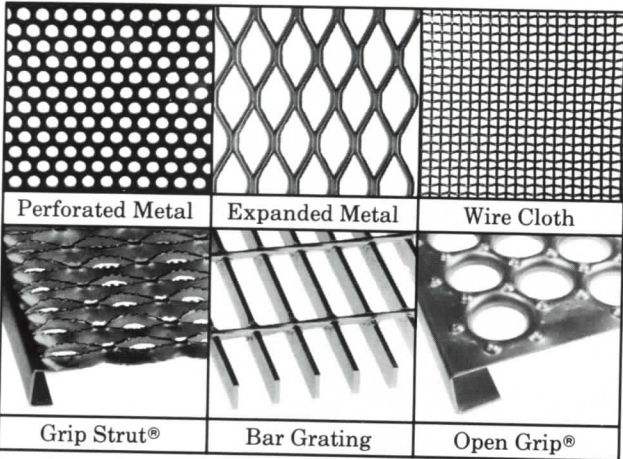 Perforated Metal
Expanded Metal
Wire Cloth
Grip Strut®
Bar Grating
Open Grip®